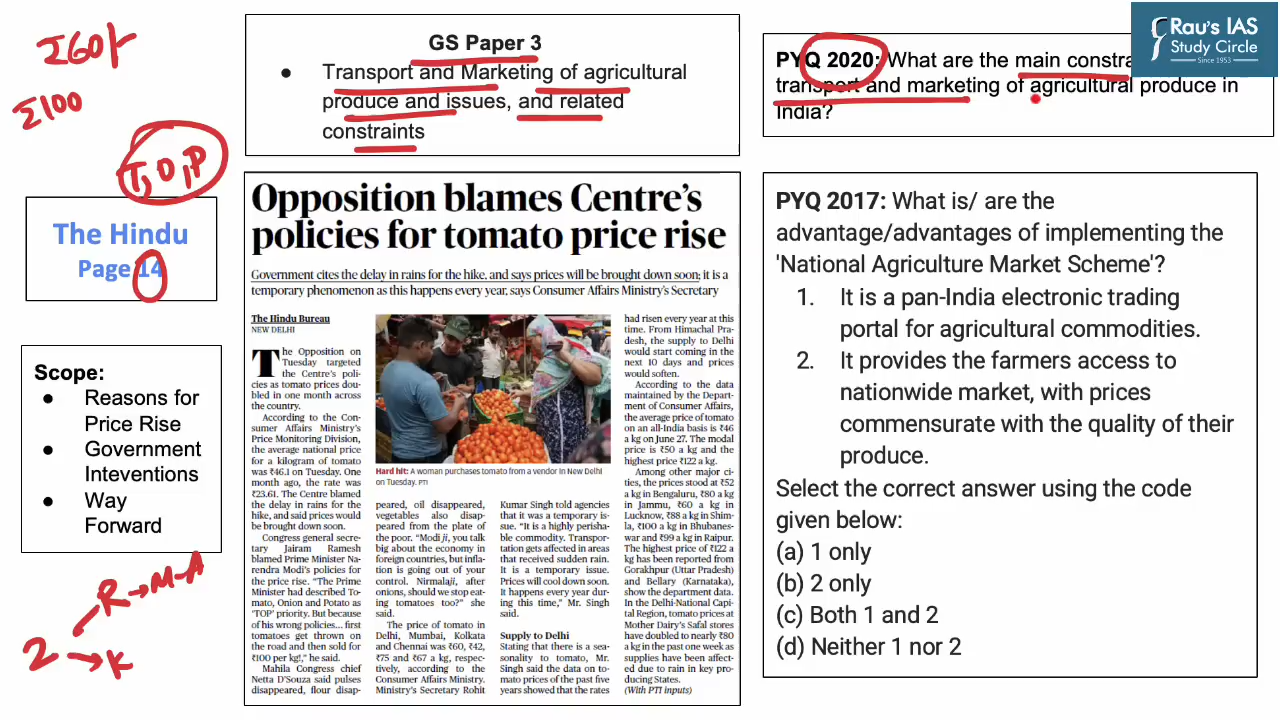 I60/-
I100
T, O, P
The Hindu
Page 14
Scope:
● Reasons for
Price Rise
● Government
Inteventions
● Way
Forward
2
R→M-A
→K
GS Paper 3
● Transport and Marketing of agricultural
produce and issues, and related
constraints
Opposition blames Centre's
policies for tomato price rise
Government cites the delay in rains for the hike, and says prices will be brought down soon; it is a
temporary phenomenon as this happens every year, says Consumer Affairs Ministry's Secretary
The Hindu Bureau
NEW DELHI
The Opposition on
Tuesday targeted
the Centre's poli-
cies as tomato prices dou-
bled in one month across
the country.
According to the Con-
sumer Affairs Ministry's
Price Monitoring Division,
the average national price
for a kilogram of tomato
was ₹46.1 on Tuesday. One
month ago, the rate was
₹23.61. The Centre blamed
the delay in rains for the
hike, and said prices would
be brought down soon.
Congress general secre-
tary Jairam Ramesh
blamed Prime Minister Na-
rendra Modi's policies for
the price rise. "The Prime
Minister had described To-
mato, Onion and Potato as
'TOP' priority. But because
of his wrong policies... first
tomatoes get thrown on
the road and then sold for
₹100 per kg!," he said.
Mahila Congress chief
Netta D'Souza said pulses
disappeared, flour disap-
Hard hit: A woman purchases tomato from a vendor in New Delhi
on Tuesday. PTI
peared, oil disappeared,
vegetables also disap-
peared from the plate of
the poor. "Modi ji, you talk
big about the economy in
foreign countries, but infla-
tion is going out of your
control. Nirmalaji, after
onions, should we stop eat-
ing tomatoes too?" she
said.
The price of tomato in
Delhi, Mumbai, Kolkata
and Chennai was ₹60, ₹42,
₹75 and ₹67 a kg, respec-
tively, according to the
Consumer Affairs Ministry.
Ministry's Secretary Rohit
Kumar Singh told agencies
that it was a temporary is-
sue. "It is a highly perisha-
ble commodity. Transpor-
tation gets affected in areas
that received sudden rain.
It is a temporary issue.
Prices will cool down soon.
It happens every year dur-
ing this time," Mr. Singh
said.
Supply to Delhi
Stating that there is a sea-
sonality to tomato, Mr.
Singh said the data on to-
mato prices of the past five
years showed that the rates
had risen every year at this
time. From Himachal Pra-
desh, the supply to Delhi
would start coming in the
next 10 days and prices
would soften.
According to the data
maintained by the Depart-
ment of Consumer Affairs,
the average price of tomato
on an all-India basis is ₹46
a kg on June 27. The modal
price is ₹50 a kg and the
highest price ₹122 a kg.
Among other major ci-
ties, the prices stood at ₹52
a kg in Bengaluru, ₹80 a kg
in Jammu, ₹60 a kg in
Lucknow, ₹88 a kg in Shim-
la, ₹100 a kg in Bhubanes-
war and ₹99 a kg in Raipur.
The highest price of ₹122 a
kg has been reported from
Gorakhpur (Uttar Pradesh)
and Bellary (Karnataka),
show the department data.
In the Delhi-National Capi-
tal Region, tomato prices at
Mother Dairy's Safal stores
have doubled to nearly ₹80
a kg in the past one week as
supplies have been affect-
ed due to rain in key pro-
ducing States.
(With PTI inputs)
Rau's IAS
Study Circle
Since 1953
PYQ 2020: What are the main constra
transport and marketing of agricultural produce in
India?
PYQ 2017: What is/ are the
advantage/advantages of implementing the
'National Agriculture Market Scheme'?
1. It is a pan-India electronic trading
portal for agricultural commodities.
2. It provides the farmers access to
nationwide market, with prices
commensurate with the quality of their
produce.
Select the correct answer using the code
given below:
(a) 1 only
(b) 2 only
(c) Both 1 and 2
(d) Neither 1 nor 2